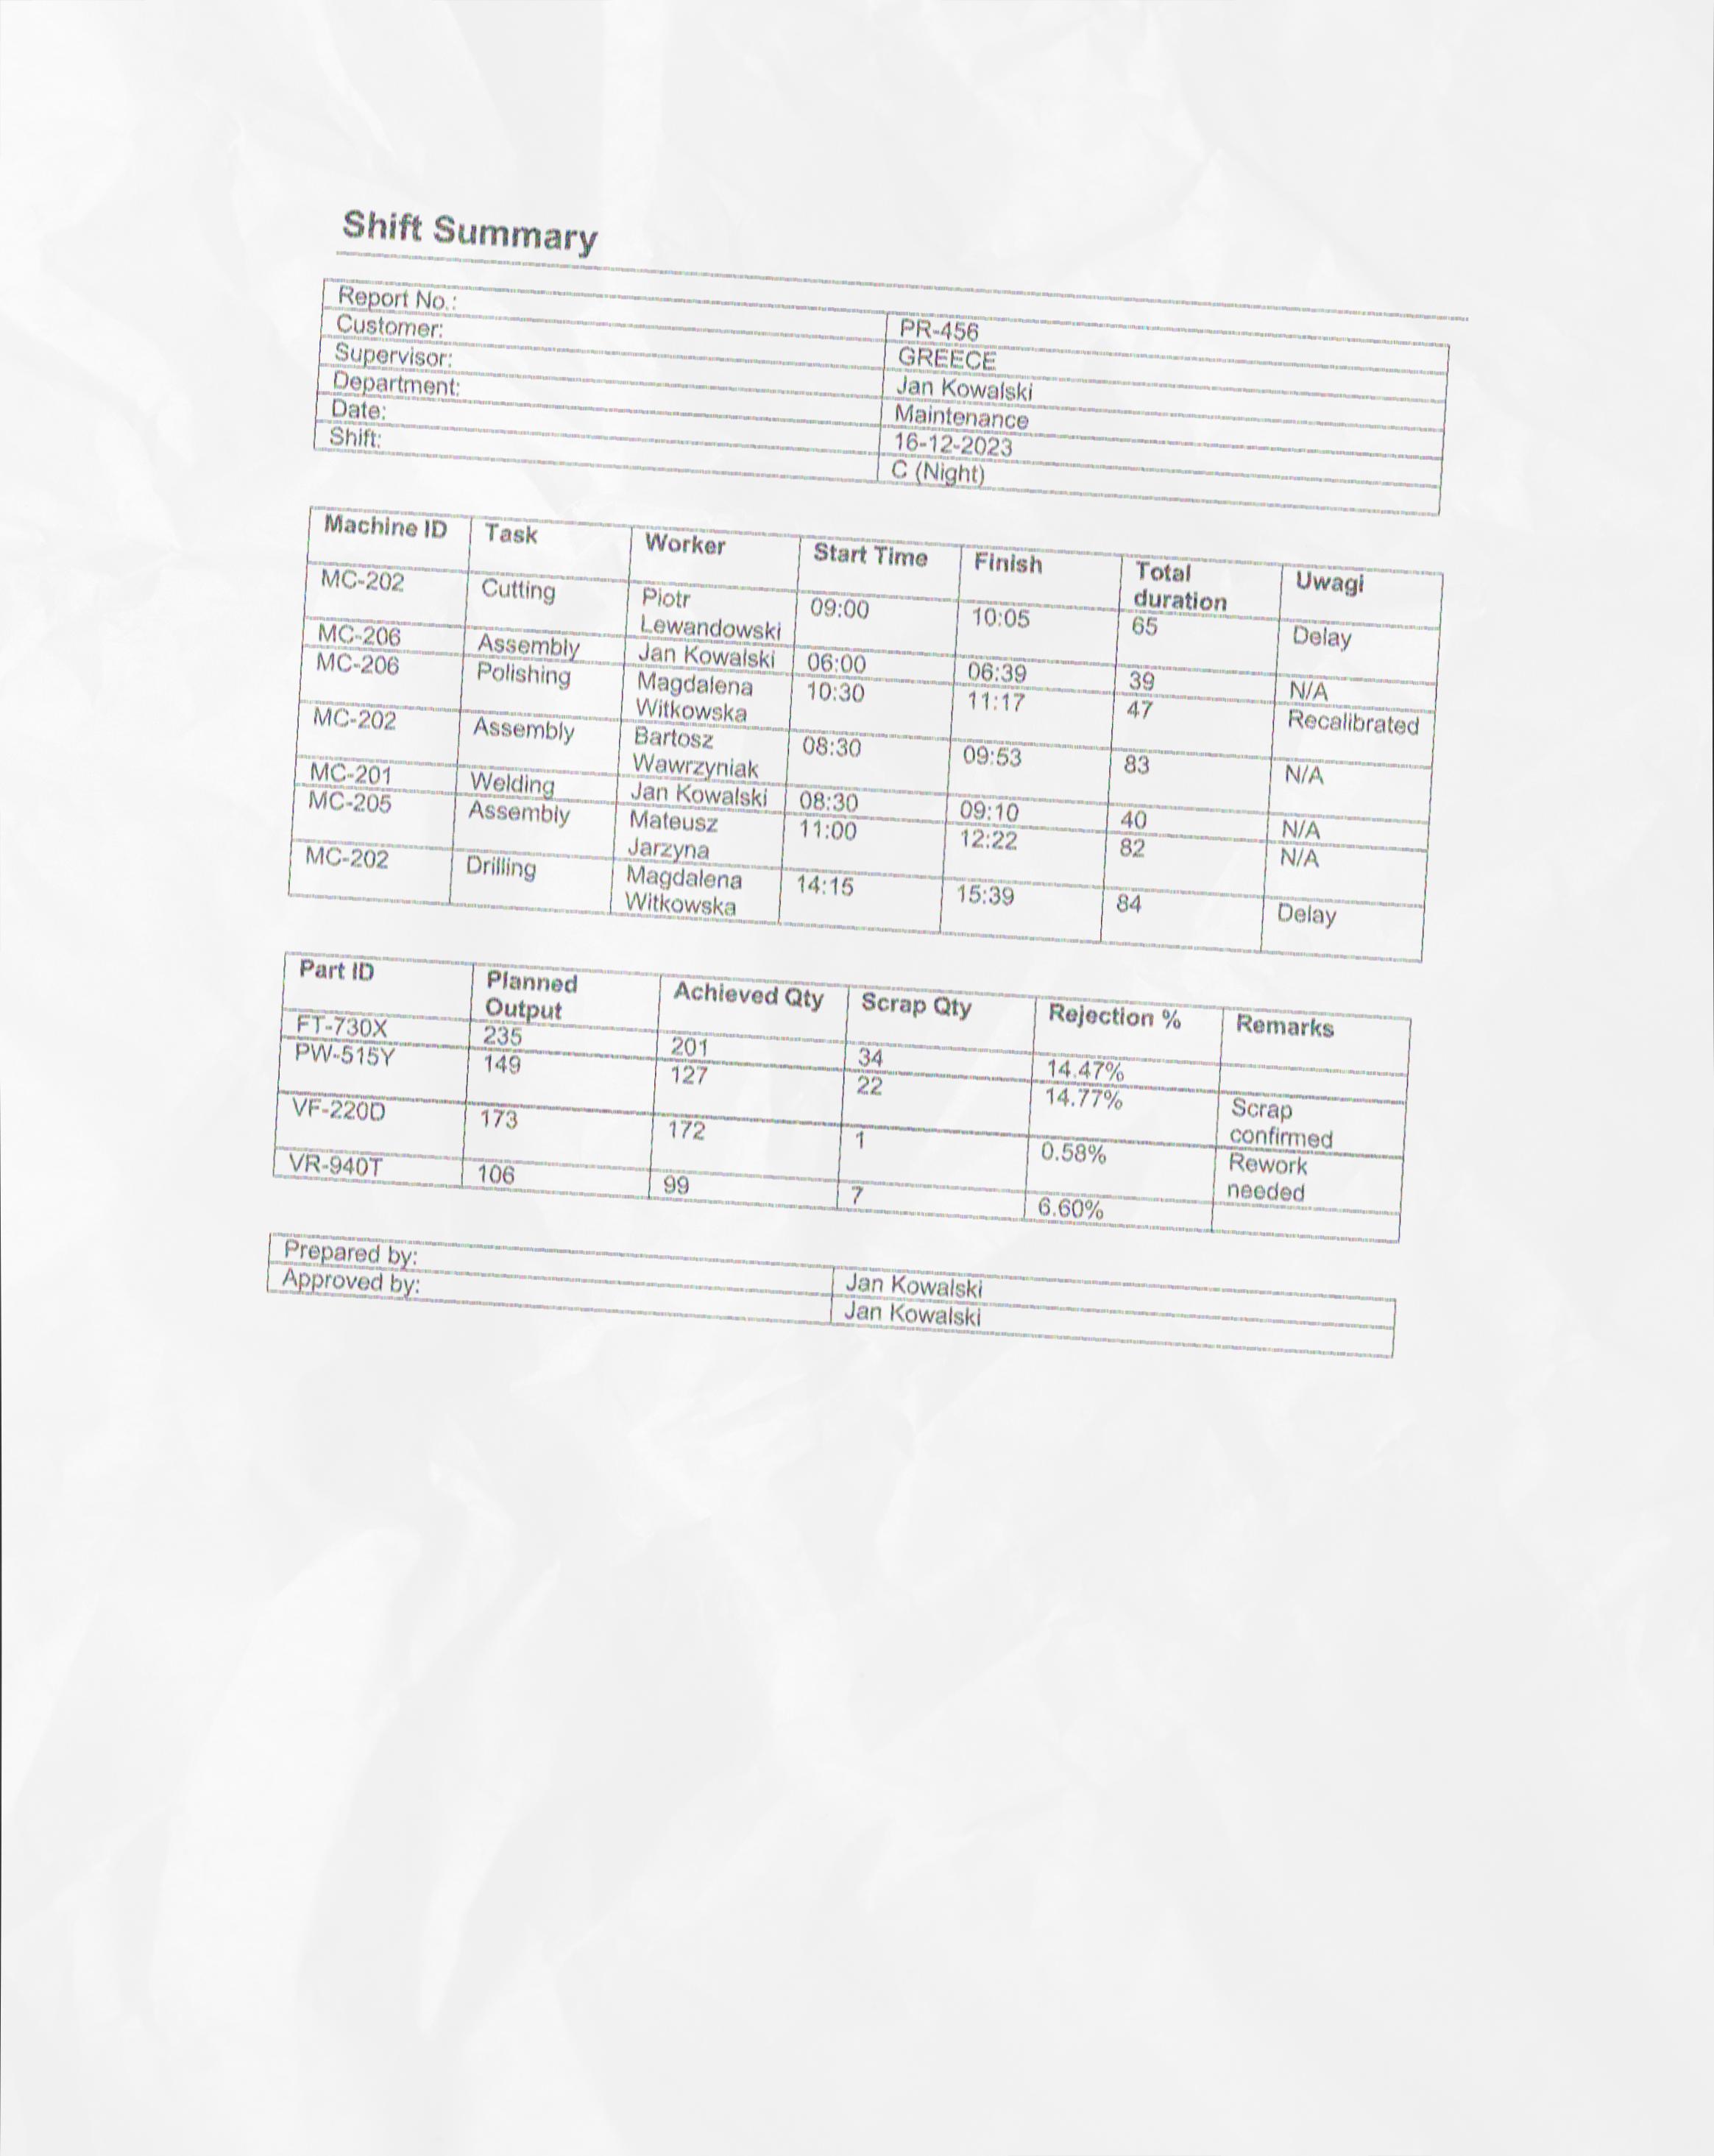 Shift Summary
Report No.: PR-456
Customer: GREECE
Supervisor: Jan Kowalski
Department: Maintenance
Date: 16-12-2023
Shift: C (Night)
Machine ID Task Worker Start Time Finish Total duration Uwagi
MC-202 Cutting Piotr Lewandowski 09:00 10:05 65 Delay
MC-206 Assembly Jan Kowalski 06:00 06:39 39 N/A
MC-206 Polishing Magdalena Witkowska 10:30 11:17 47 Recalibrated
MC-202 Assembly Bartosz Wawrzyniak 08:30 09:53 83 N/A
MC-201 Welding Jan Kowalski 08:30 09:10 40 N/A
MC-205 Assembly Mateusz Jarzyna 11:00 12:22 82 N/A
MC-202 Drilling Magdalena Witkowska 14:15 15:39 84 Delay
Part ID Planned Output Achieved Qty Scrap Qty Rejection % Remarks
FT-730X 235 201 34 14.47%
PW-515Y 149 127 22 14.77% Scrap confirmed
VF-220D 173 172 1 0.58% Rework needed
VR-940T 106 99 7 6.60%
Prepared by: Jan Kowalski
Approved by: Jan Kowalski